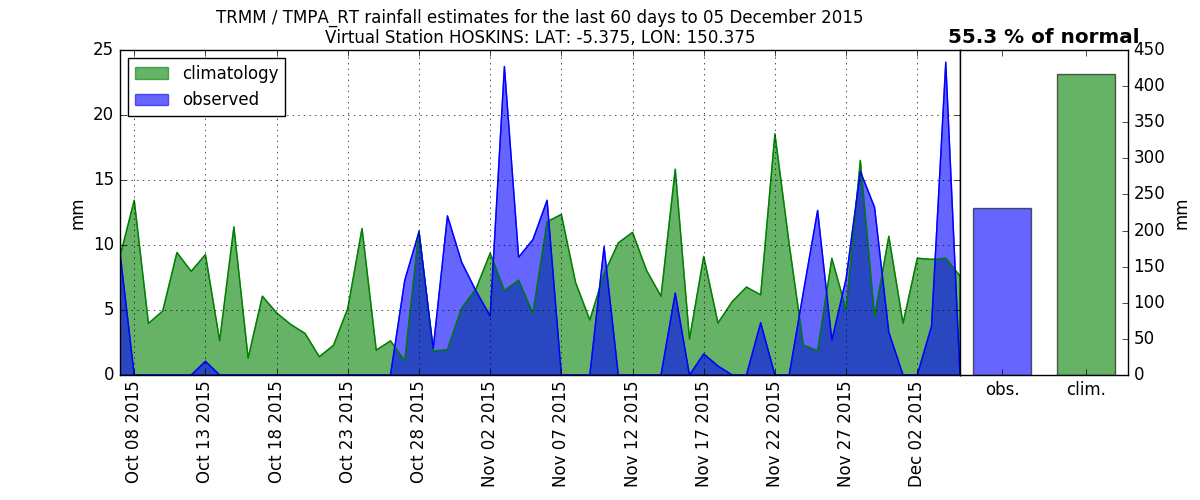 TRMM / TMPA_RT rainfall estimates for the last 60 days to 05 December 2015
Virtual Station HOSKINS: LAT: -5.375, LON: 150.375
55.3 % of normal
climatology
observed
25
20
15
10
5
0
mm
450
400
350
300
250
200
150
100
50
0
mm
Oct 08 2015
Oct 13 2015
Oct 18 2015
Oct 23 2015
Oct 28 2015
Nov 02 2015
Nov 07 2015
Nov 12 2015
Nov 17 2015
Nov 22 2015
Nov 27 2015
Dec 02 2015
obs.
clim.